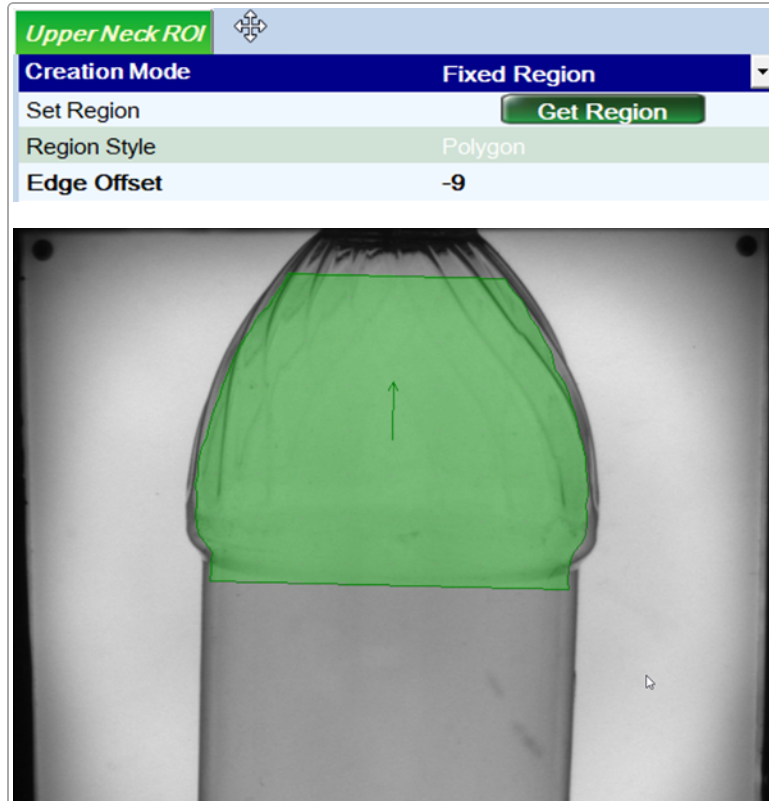 Upper Neck ROI
Creation Mode Fixed Region
Set Region Get Region
Region Style Polygon
Edge Offset -9